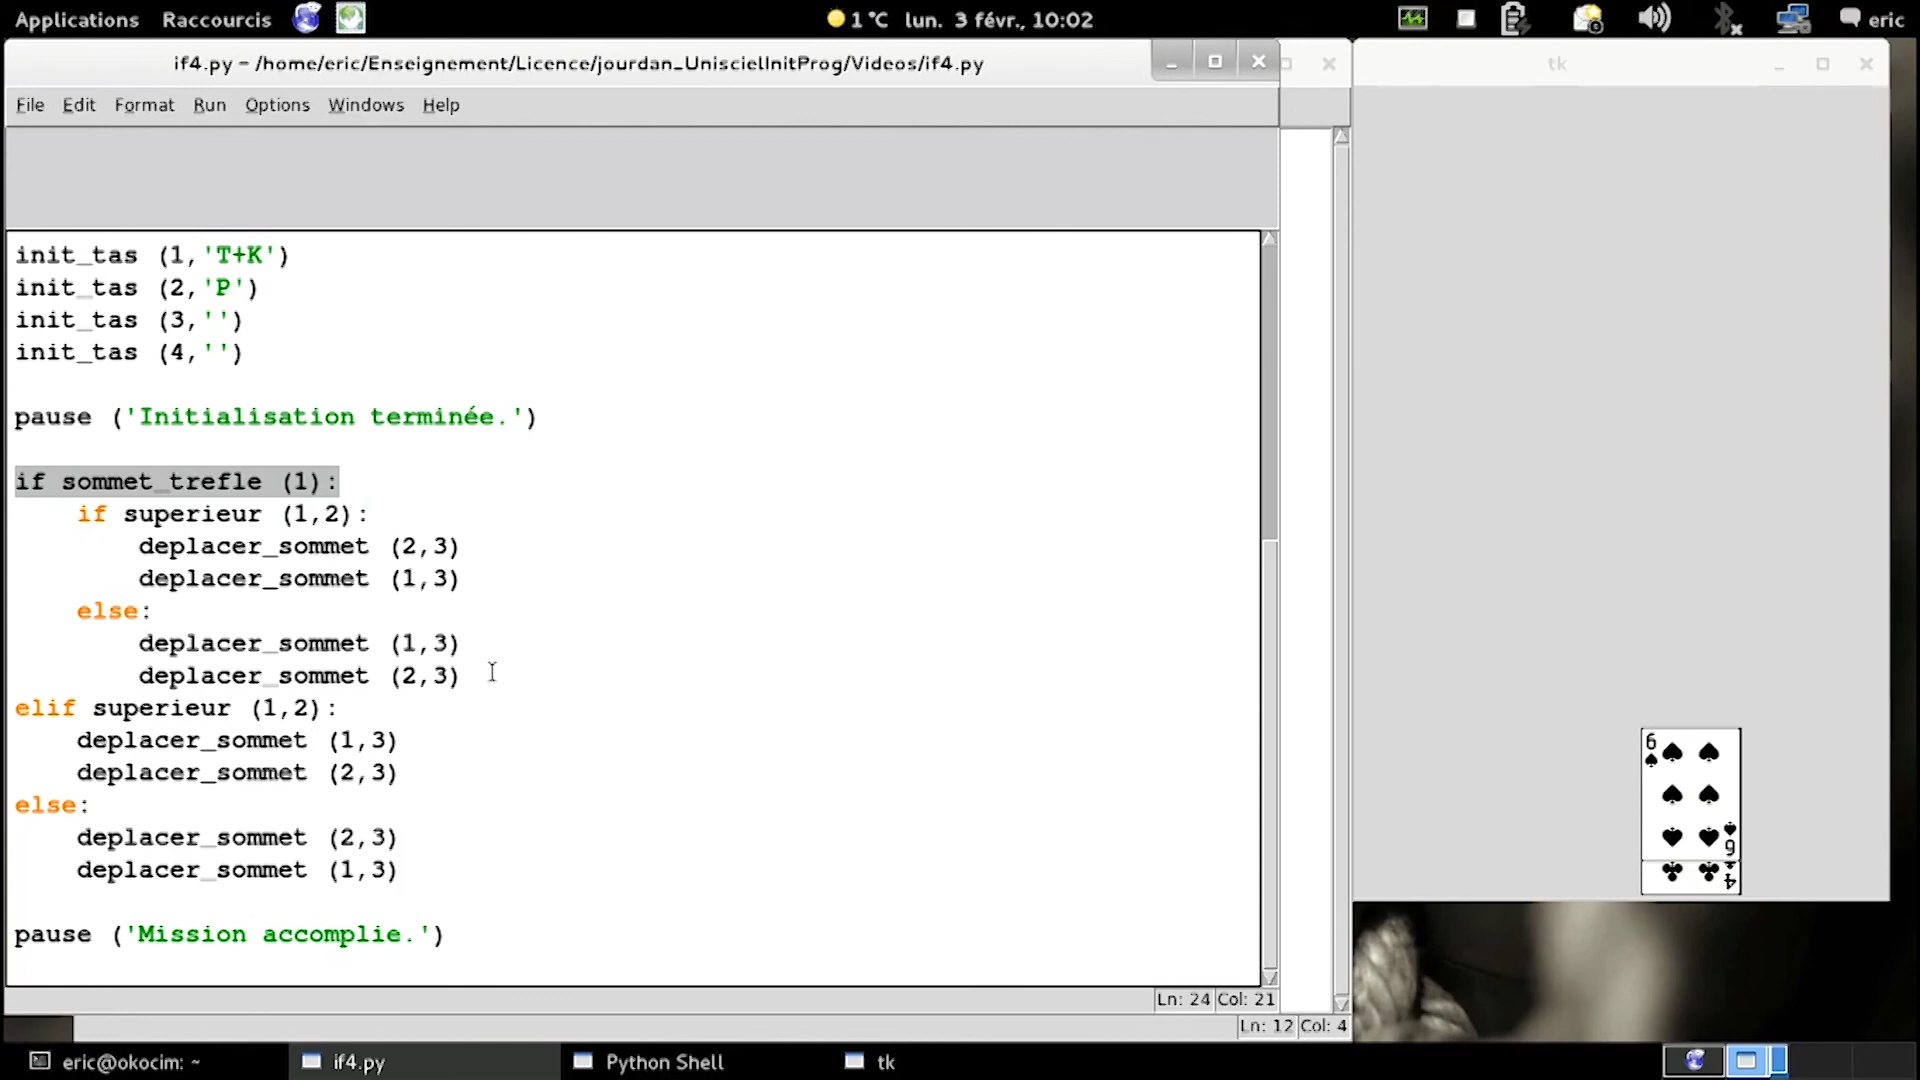 Applications Raccourcis 1°C lun. 3 févr., 10:02 eric
if4.py - /home/eric/Enseignement/Licence/jourdan_UnisciellnitProg/Videos/if4.py
tk
File Edit Format Run Options Windows Help
init_tas (1,'T+K')
init_tas (2,'P')
init_tas (3,'')
init_tas (4,'')
pause ('Initialisation terminée.')
if sommet_trefle (1):
if superieur (1,2):
deplacer_sommet (2,3)
deplacer_sommet (1,3)
else:
deplacer_sommet (1,3)
deplacer_sommet (2,3)
elif superieur (1,2):
deplacer_sommet (1,3)
deplacer_sommet (2,3)
else:
deplacer_sommet (2,3)
deplacer_sommet (1,3)
pause ('Mission accomplie.')
6
6
4
Ln: 24 Col: 21
Ln: 12 Col: 4
eric@okocim: ~ if4.py Python Shell tk